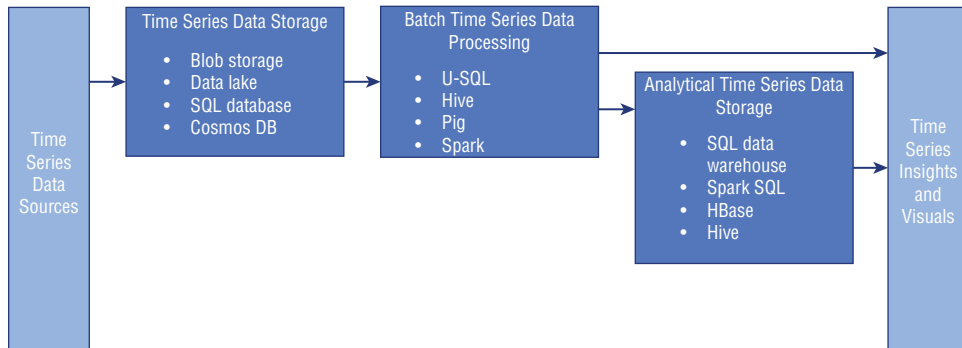 Time
Series
Data
Sources
Time Series Data Storage
• Blob storage
• Data lake
• SQL database
• Cosmos DB
Batch Time Series Data
Processing
• U-SQL
• Hive
• Pig
• Spark
Analytical Time Series Data
Storage
• SQL data
warehouse
• Spark SQL
• HBase
• Hive
Time
Series
Insights
and
Visuals